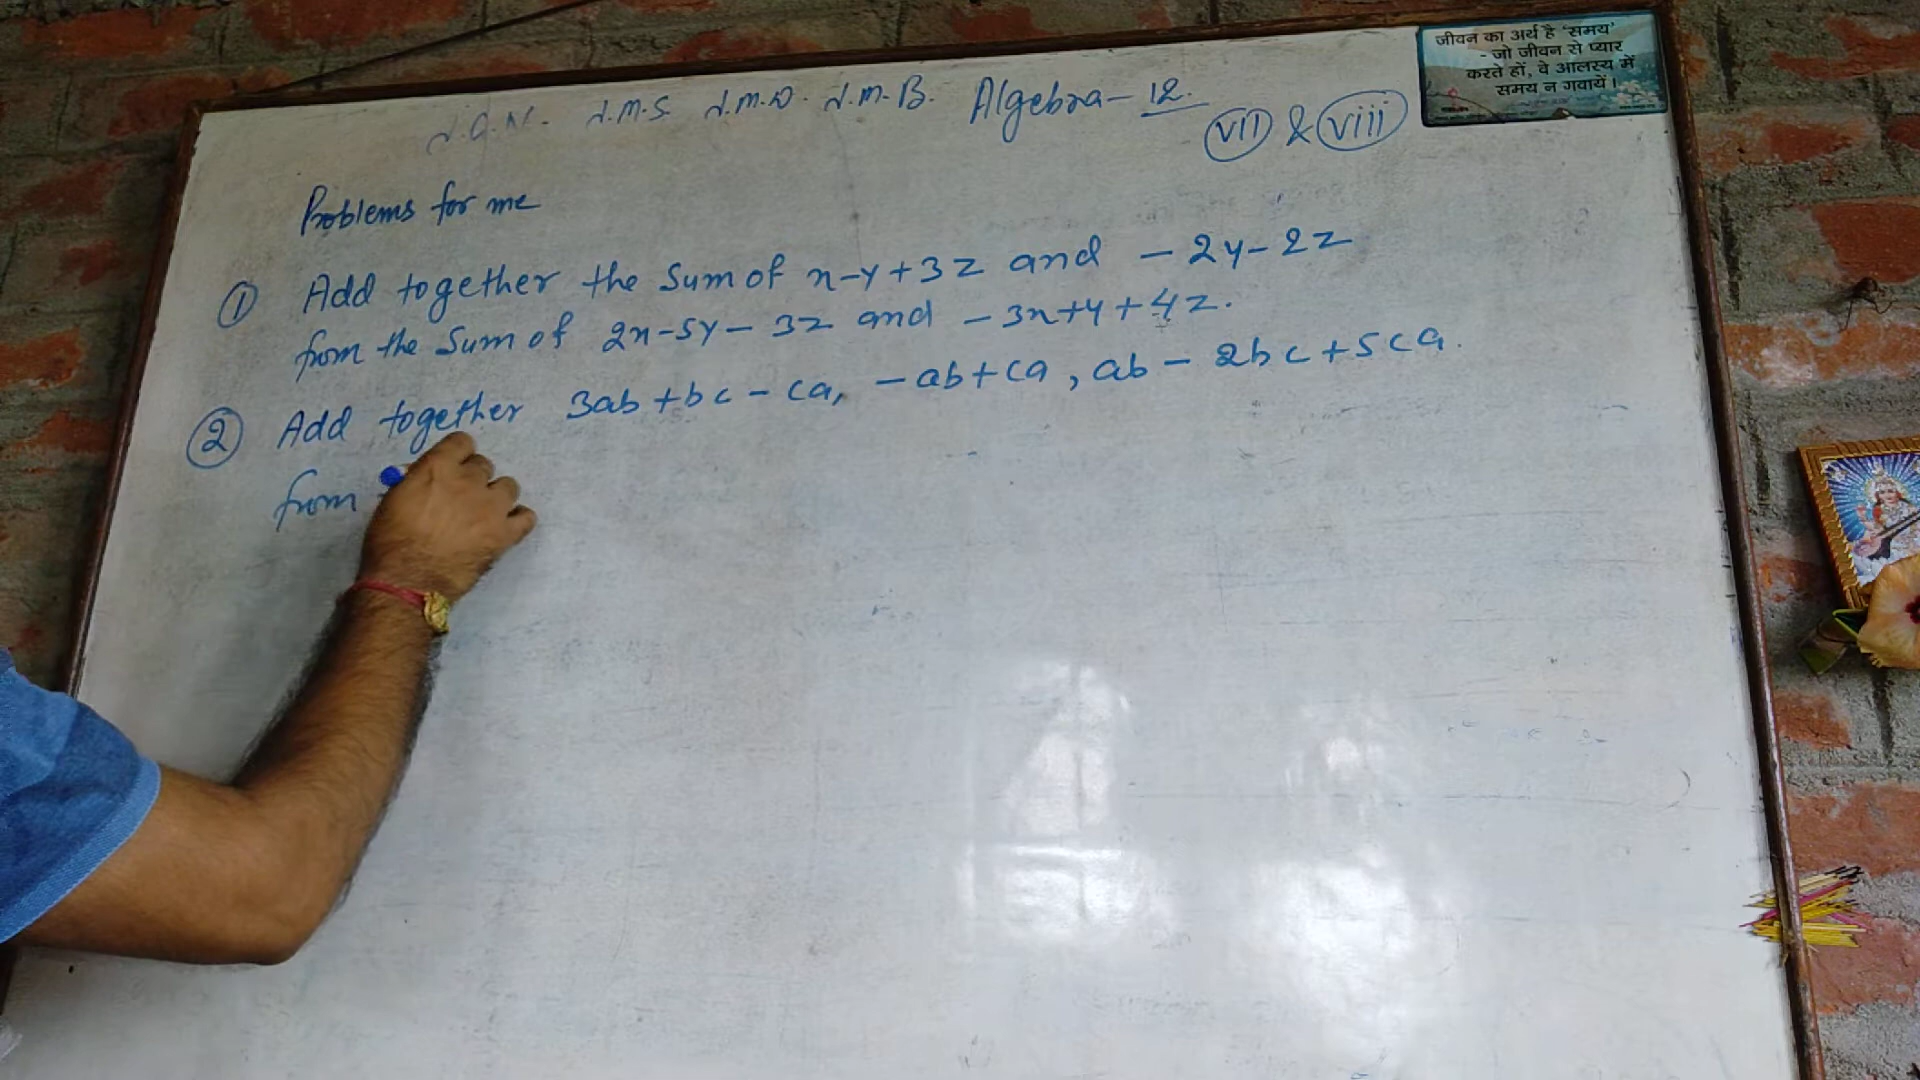 N.G.N. N.M.S. N.M.D. N.M.B. Algebra - 12.
VII & VIII
जीवन का अर्थ है 'समय'
- जो जीवन से प्यार
करते हों, वे आलस्य में
समय न गवायें।
Problems for me
① Add together the Sum of x-y+3z and -2y-2z
from the Sum of 2x-5y-3z and -3x+y+4z.
② Add together 3ab+bc-ca, -ab+ca, ab-2bc+5ca.
from